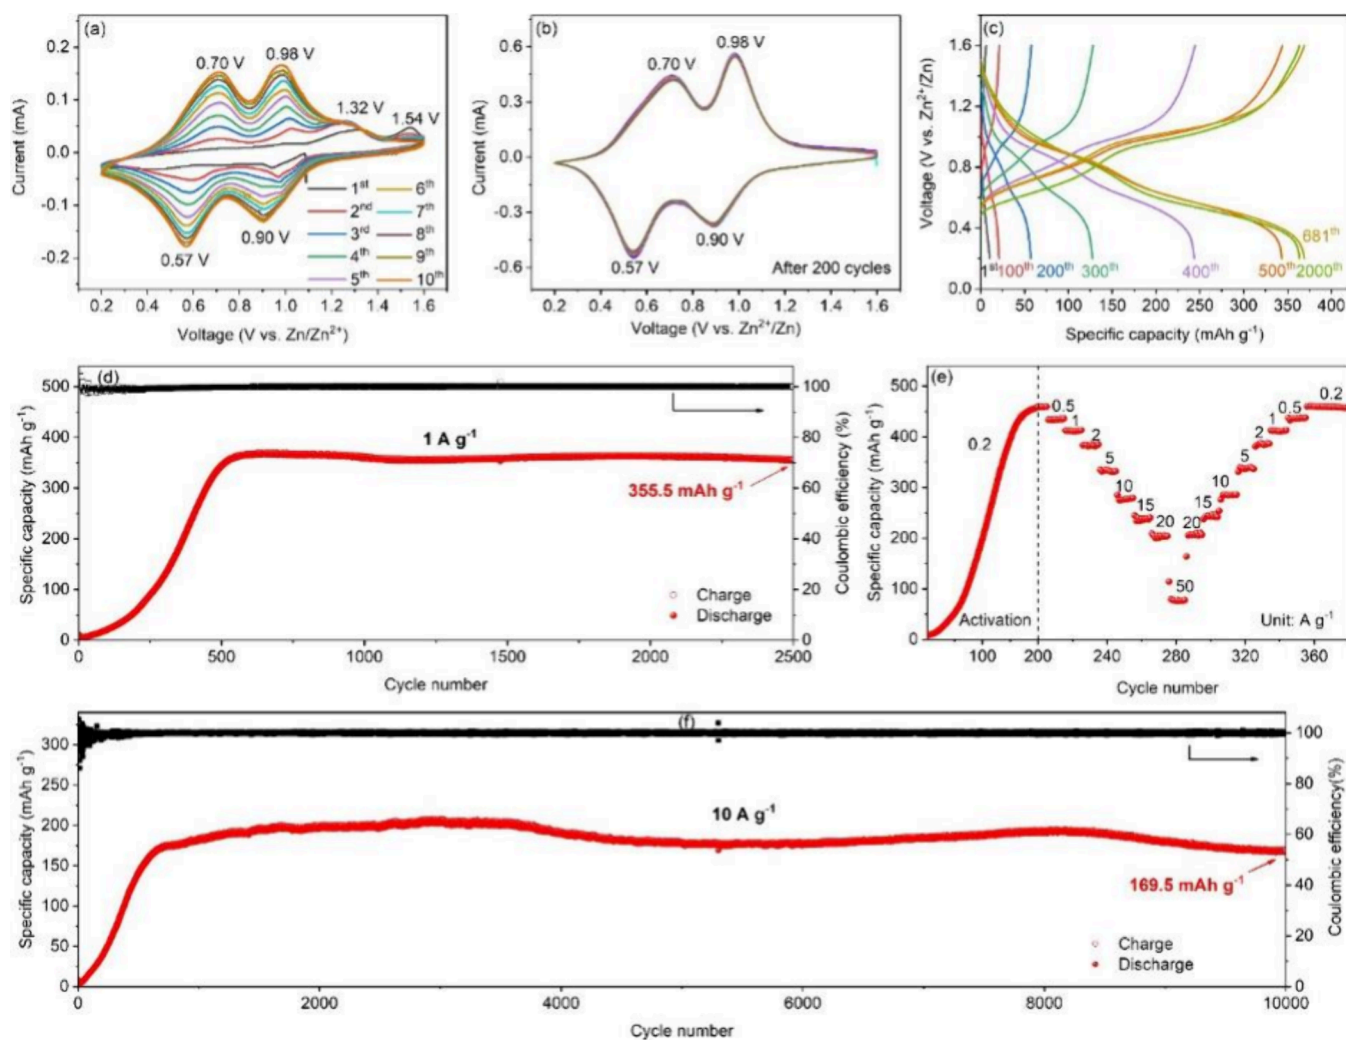 (a)
0.2
0.1
0.0
-0.1
-0.2
Current (mA)
0.70 V
0.98 V
1.32 V
1.54 V
0.57 V
0.90 V
1st
2nd
3rd
4th
5th
6th
7th
8th
9th
10th
0.2 0.4 0.6 0.8 1.0 1.2 1.4 1.6
Voltage (V vs. Zn/Zn2+)
(b)
0.6
0.3
0.0
-0.3
-0.6
Current (mA)
0.70 V
0.98 V
0.57 V
0.90 V
After 200 cycles
0.2 0.4 0.6 0.8 1.0 1.2 1.4 1.6
Voltage (V vs. Zn2+/Zn)
(c)
1.6
1.2
0.8
0.4
0.0
Voltage (V vs. Zn2+/Zn)
681th
1st 100th 200th 300th 400th 500th 2000th
0 50 100 150 200 250 300 350 400
Specific capacity (mAh g-1)
(d)
500
400
300
200
100
0
Specific capacity (mAh g-1)
1 A g-1
355.5 mAh g-1
Charge
Discharge
100
80
60
40
20
0
Coulombic efficiency (%)
0 500 1000 1500 2000 2500
Cycle number
(e)
500
400
300
200
100
0
Specific capacity (mAh g-1)
0.2
0.5
1
2
5
10
15
20
50
20
15
10
5
2
1
0.5
0.2
Activation
Unit: A g-1
100 200 240 280 320 360
Cycle number
(f)
300
250
200
150
100
50
0
Specific capacity (mAh g-1)
10 A g-1
169.5 mAh g-1
Charge
Discharge
100
80
60
40
20
0
Coulombic efficiency(%)
0 2000 4000 6000 8000 10000
Cycle number